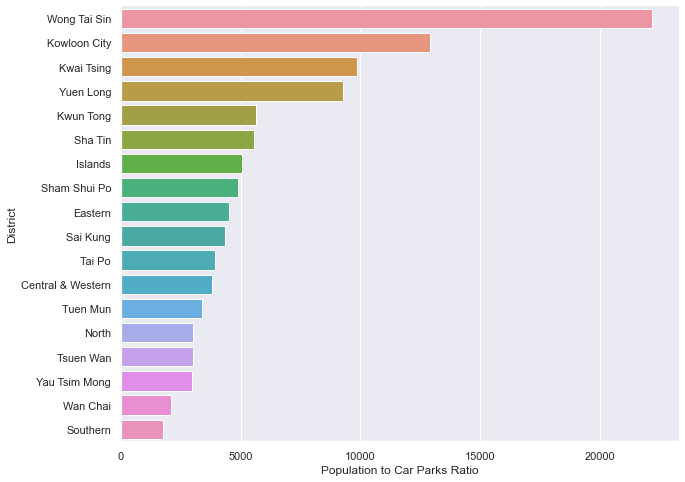 Wong Tai Sin
Kowloon City
Kwai Tsing
Yuen Long
Kwun Tong
Sha Tin
Islands
Sham Shui Po
Eastern
Sai Kung
Tai Po
Central & Western
Tuen Mun
North
Tsuen Wan
Yau Tsim Mong
Wan Chai
Southern
District
0 5000 10000 15000 20000
Population to Car Parks Ratio